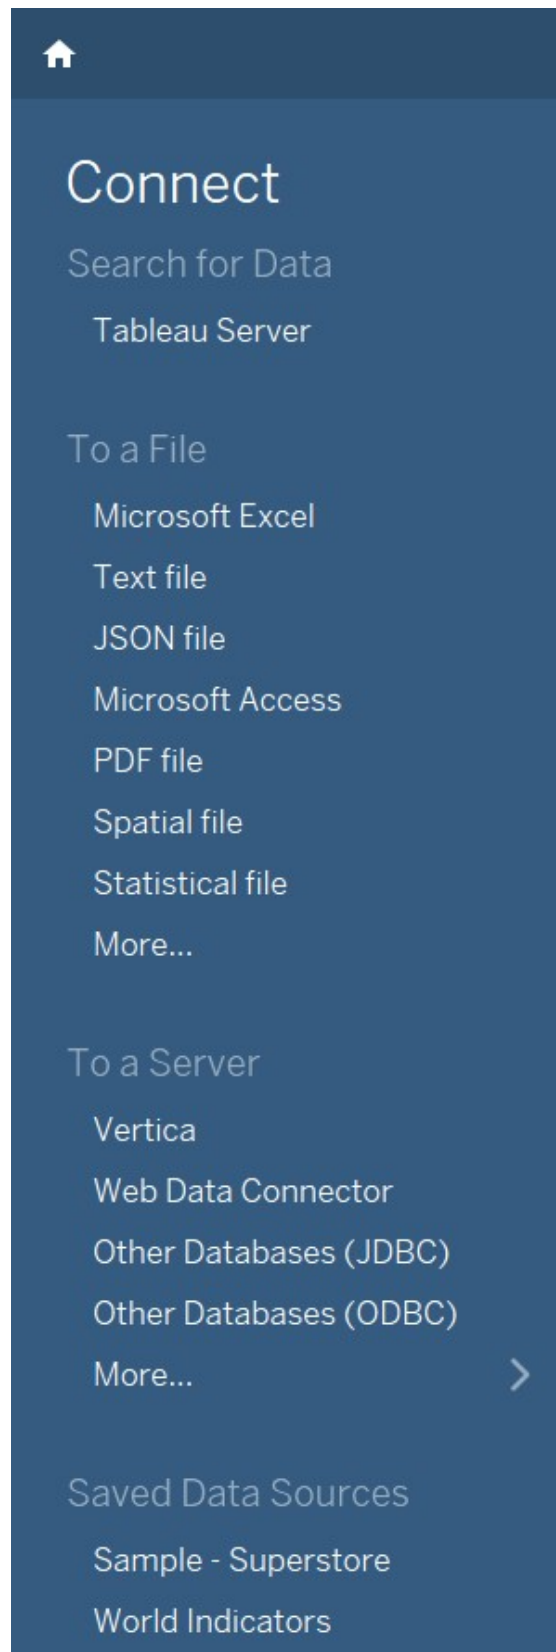 Connect
Search for Data
Tableau Server
To a File
Microsoft Excel
Text file
JSON file
Microsoft Access
PDF file
Spatial file
Statistical file
More...
To a Server
Vertica
Web Data Connector
Other Databases (JDBC)
Other Databases (ODBC)
More...
Saved Data Sources
Sample - Superstore
World Indicators